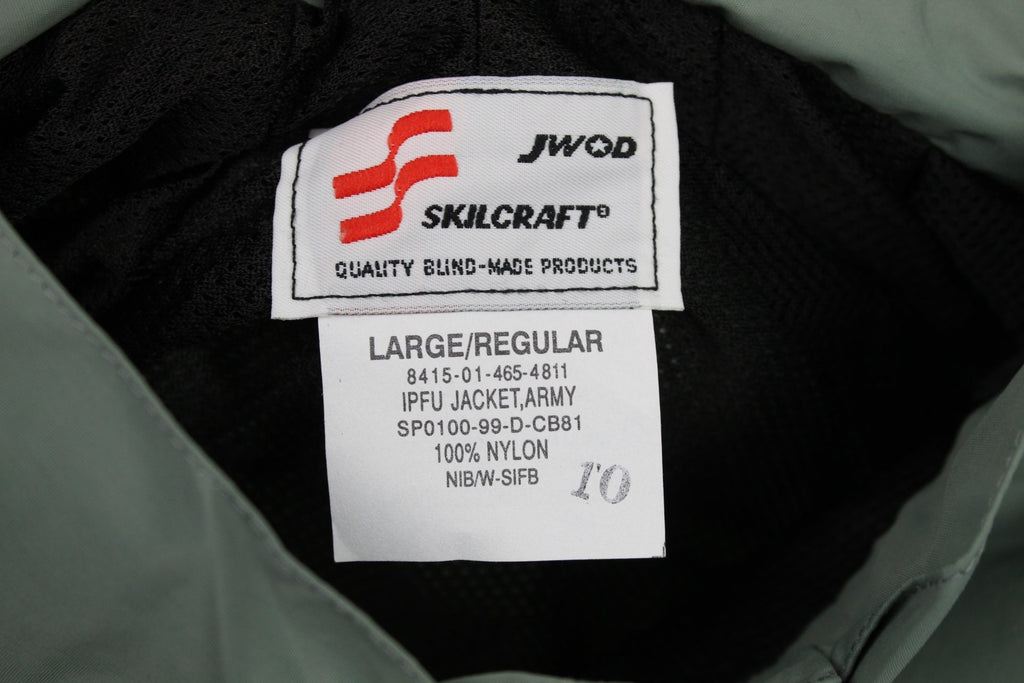 JWOD
SKILCRAFT®
QUALITY BLIND-MADE PRODUCTS
LARGE/REGULAR
8415-01-465-4811
IPFU JACKET,ARMY
SP0100-99-D-CB81
100% NYLON
NIB/W-SIFB
10